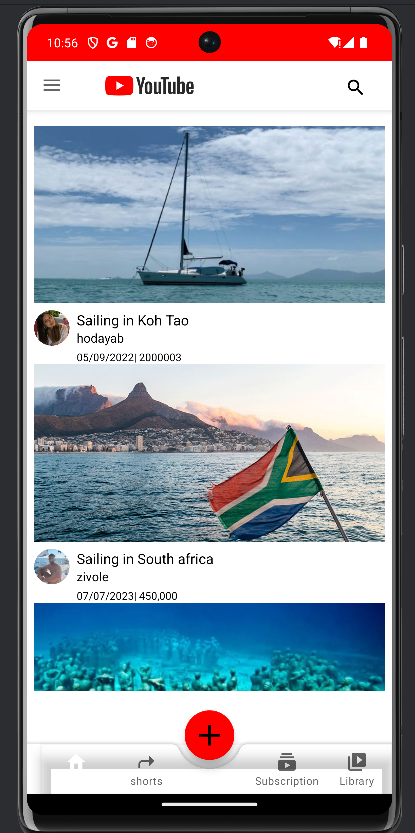 10:56
YouTube
Sailing in Koh Tao
hodayab
05/09/2022| 2000003
Sailing in South africa
zivole
07/07/2023| 450,000
shorts
Subscription
Library